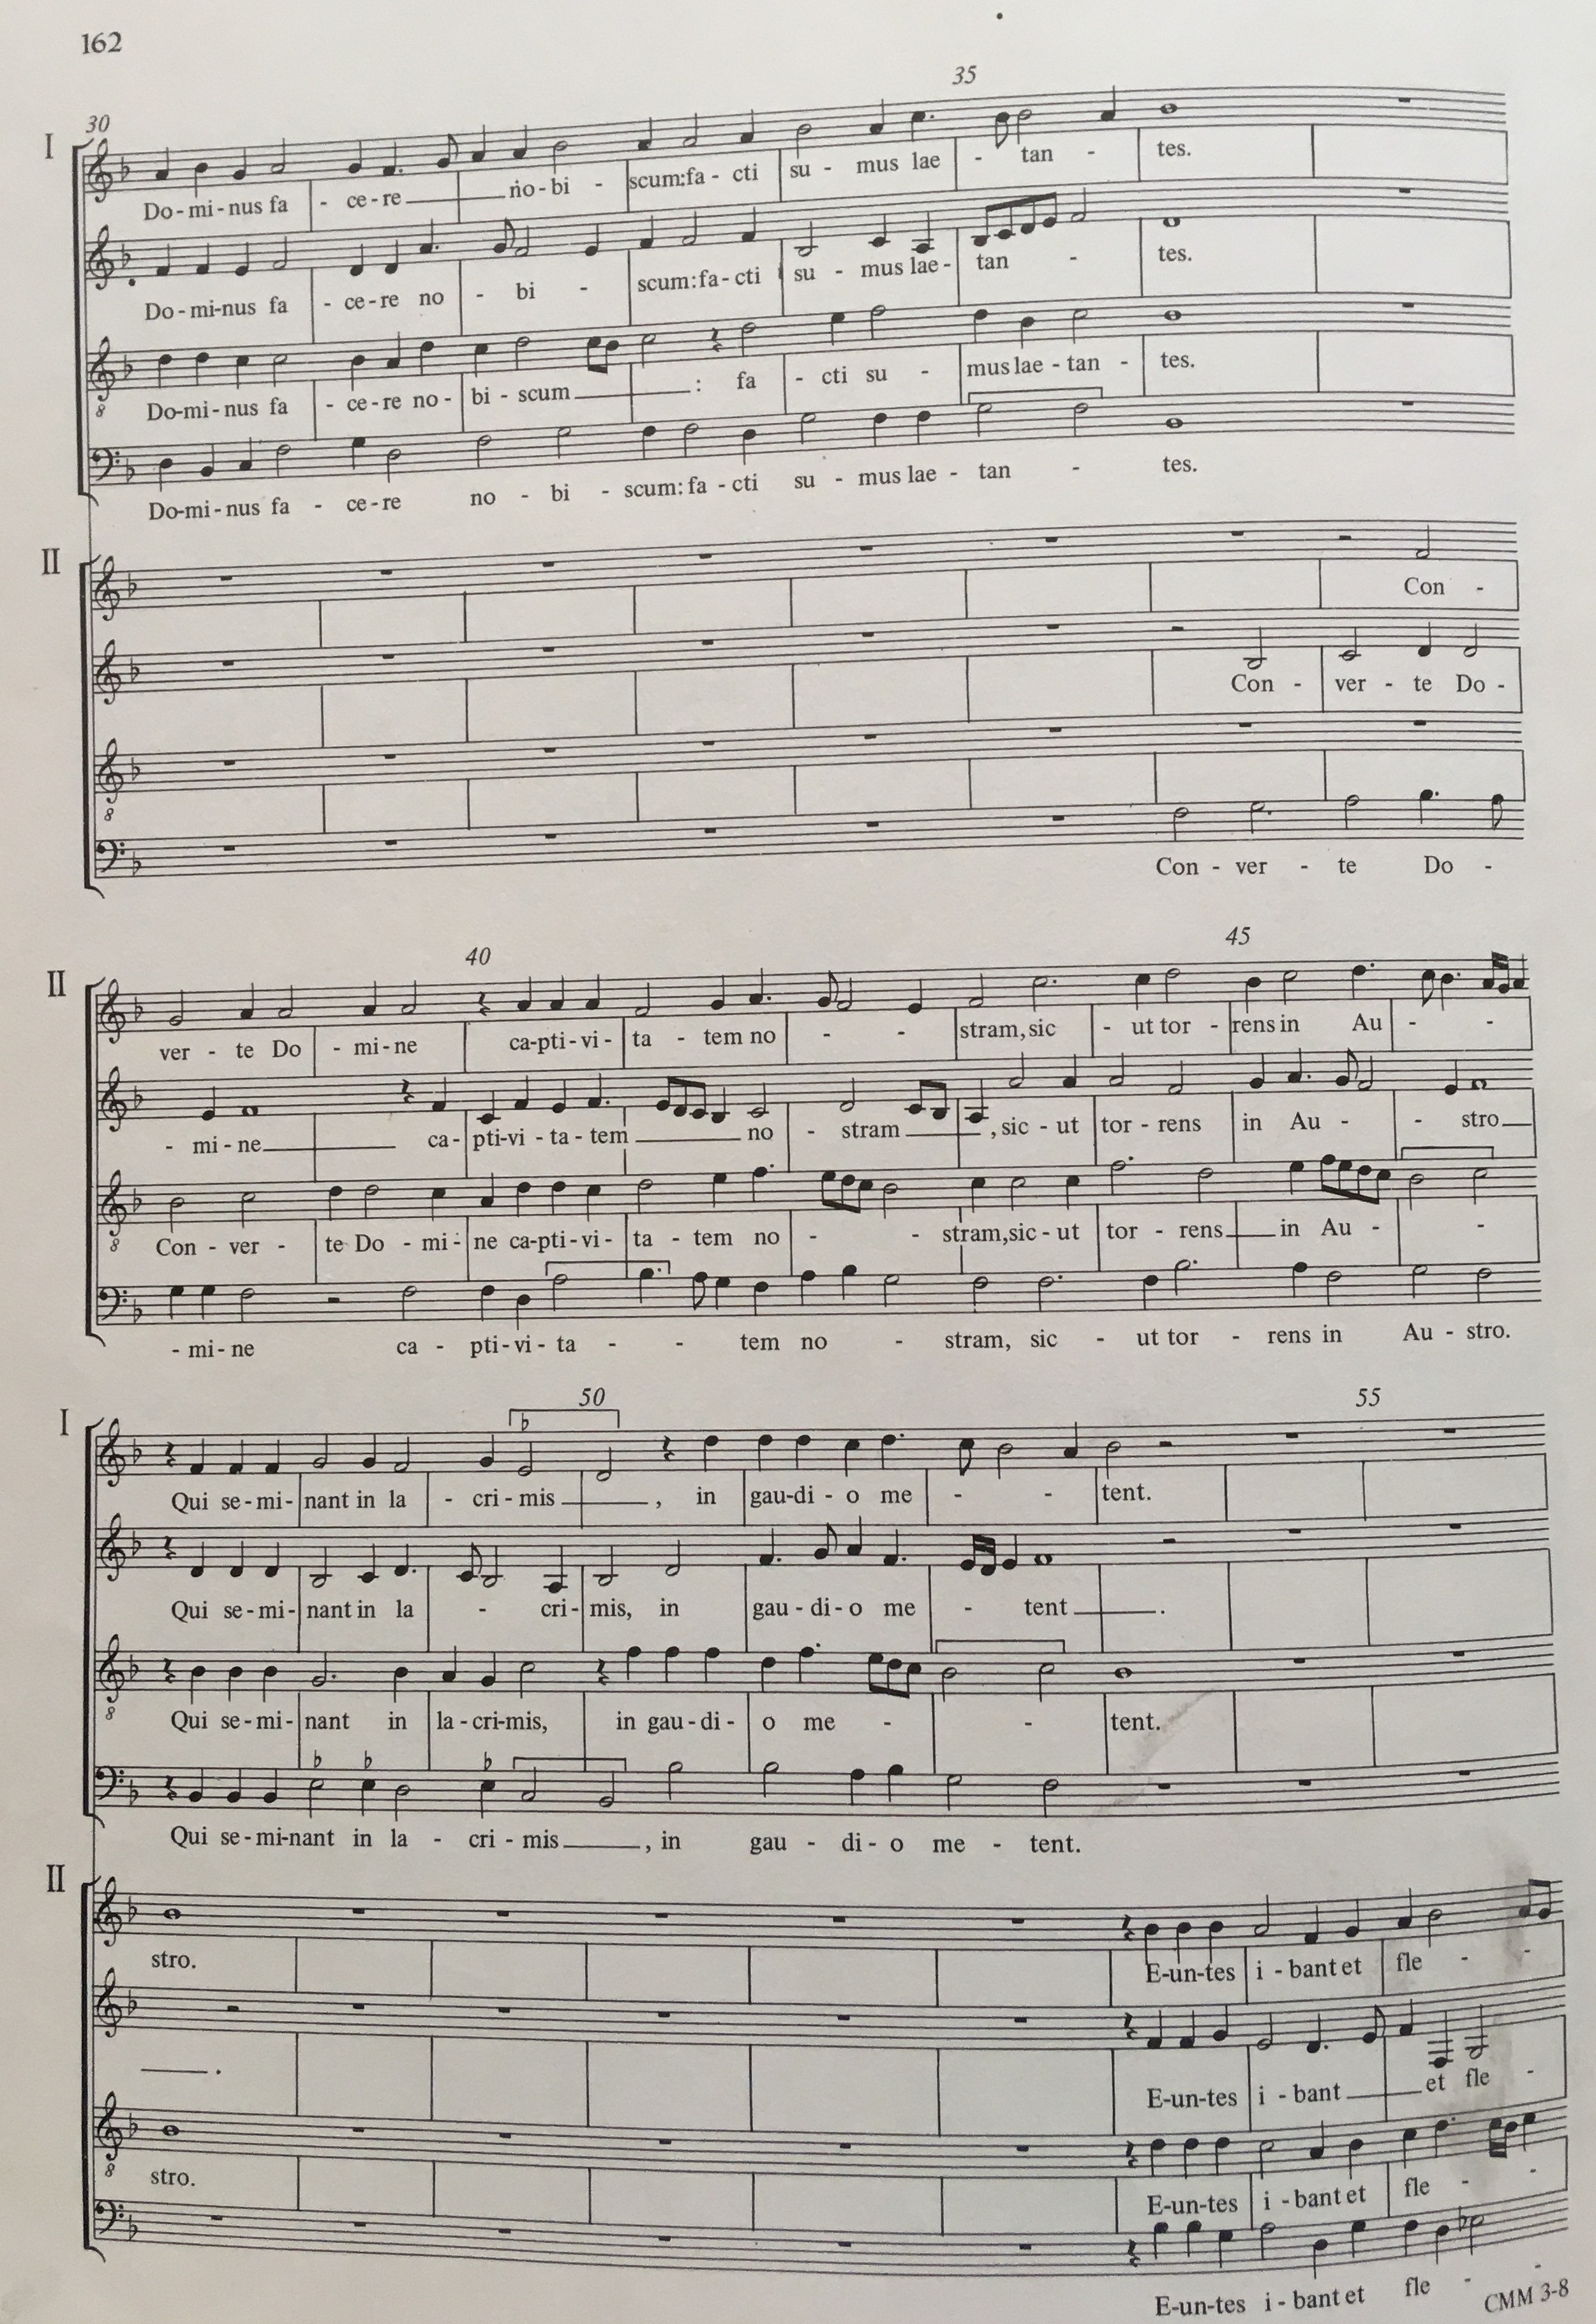 162
30 35
I
Do - mi - nus fa - ce - re no - bi - scum: fa - cti su - mus lae - tan - tes.
Do - mi - nus fa - ce - re no - bi - scum: fa - cti su - mus lae - tan - tes.
8
Do - mi - nus fa - ce - re no - bi - scum : fa - cti su - mus lae - tan - tes.
Do - mi - nus fa - ce - re no - bi - scum: fa - cti su - mus lae - tan - tes.
II
Con -
Con - ver - te Do -
8
Con - ver - te Do -
40 45
II
ver - te Do - mi - ne ca - pti - vi - ta - tem no - - stram, sic - ut tor - rens in Au - -
- mi - ne ca - pti - vi - ta - tem no - stram , sic - ut tor - rens in Au - - stro
8
Con - ver - te Do - mi - ne ca - pti - vi - ta - tem no - - stram, sic - ut tor - rens in Au - -
- mi - ne ca - pti - vi - ta - - tem no - stram, sic - ut tor - rens in Au - stro.
50 55
I
Qui se - mi - nant in la - cri - mis , in gau - di - o me - - tent.
Qui se - mi - nant in la - cri - mis, in gau - di - o me - tent .
8
Qui se - mi - nant in la - cri - mis, in gau - di - o me - - tent.
Qui se - mi - nant in la - cri - mis , in gau - di - o me - tent.
II
stro. E - un - tes i - bant et fle - -
. E - un - tes i - bant et fle -
8
stro. E - un - tes i - bant et fle - -
E - un - tes i - bant et fle - -
CMM 3-8